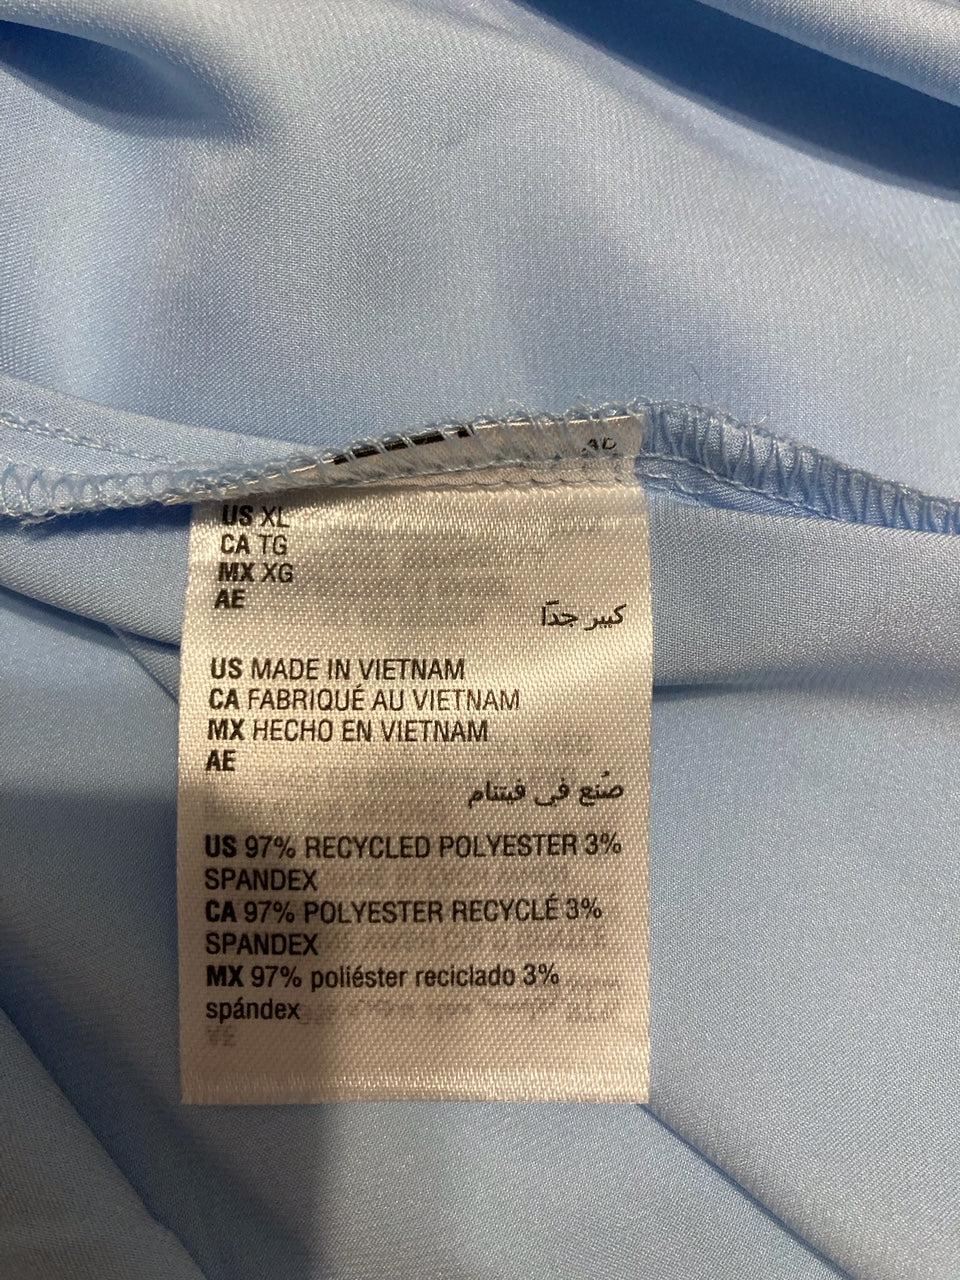 US XL
CA TG
MX XG
AE
كبير جدًا
US MADE IN VIETNAM
CA FABRIQUÉ AU VIETNAM
MX HECHO EN VIETNAM
AE
صُنع في فيتنام
US 97% RECYCLED POLYESTER 3%
SPANDEX
CA 97% POLYESTER RECYCLÉ 3%
SPANDEX
MX 97% poliéster reciclado 3%
spándex